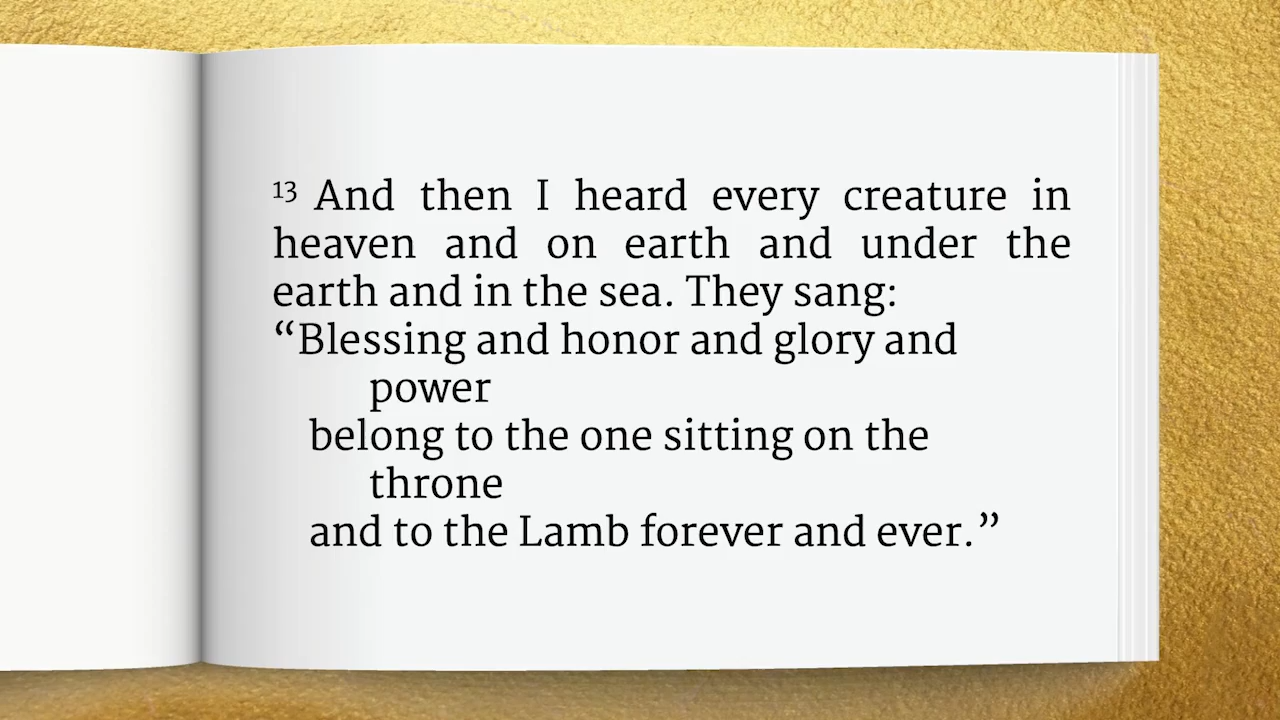 13 And then I heard every creature in
heaven and on earth and under the
earth and in the sea. They sang:
“Blessing and honor and glory and
power
belong to the one sitting on the
throne
and to the Lamb forever and ever.”